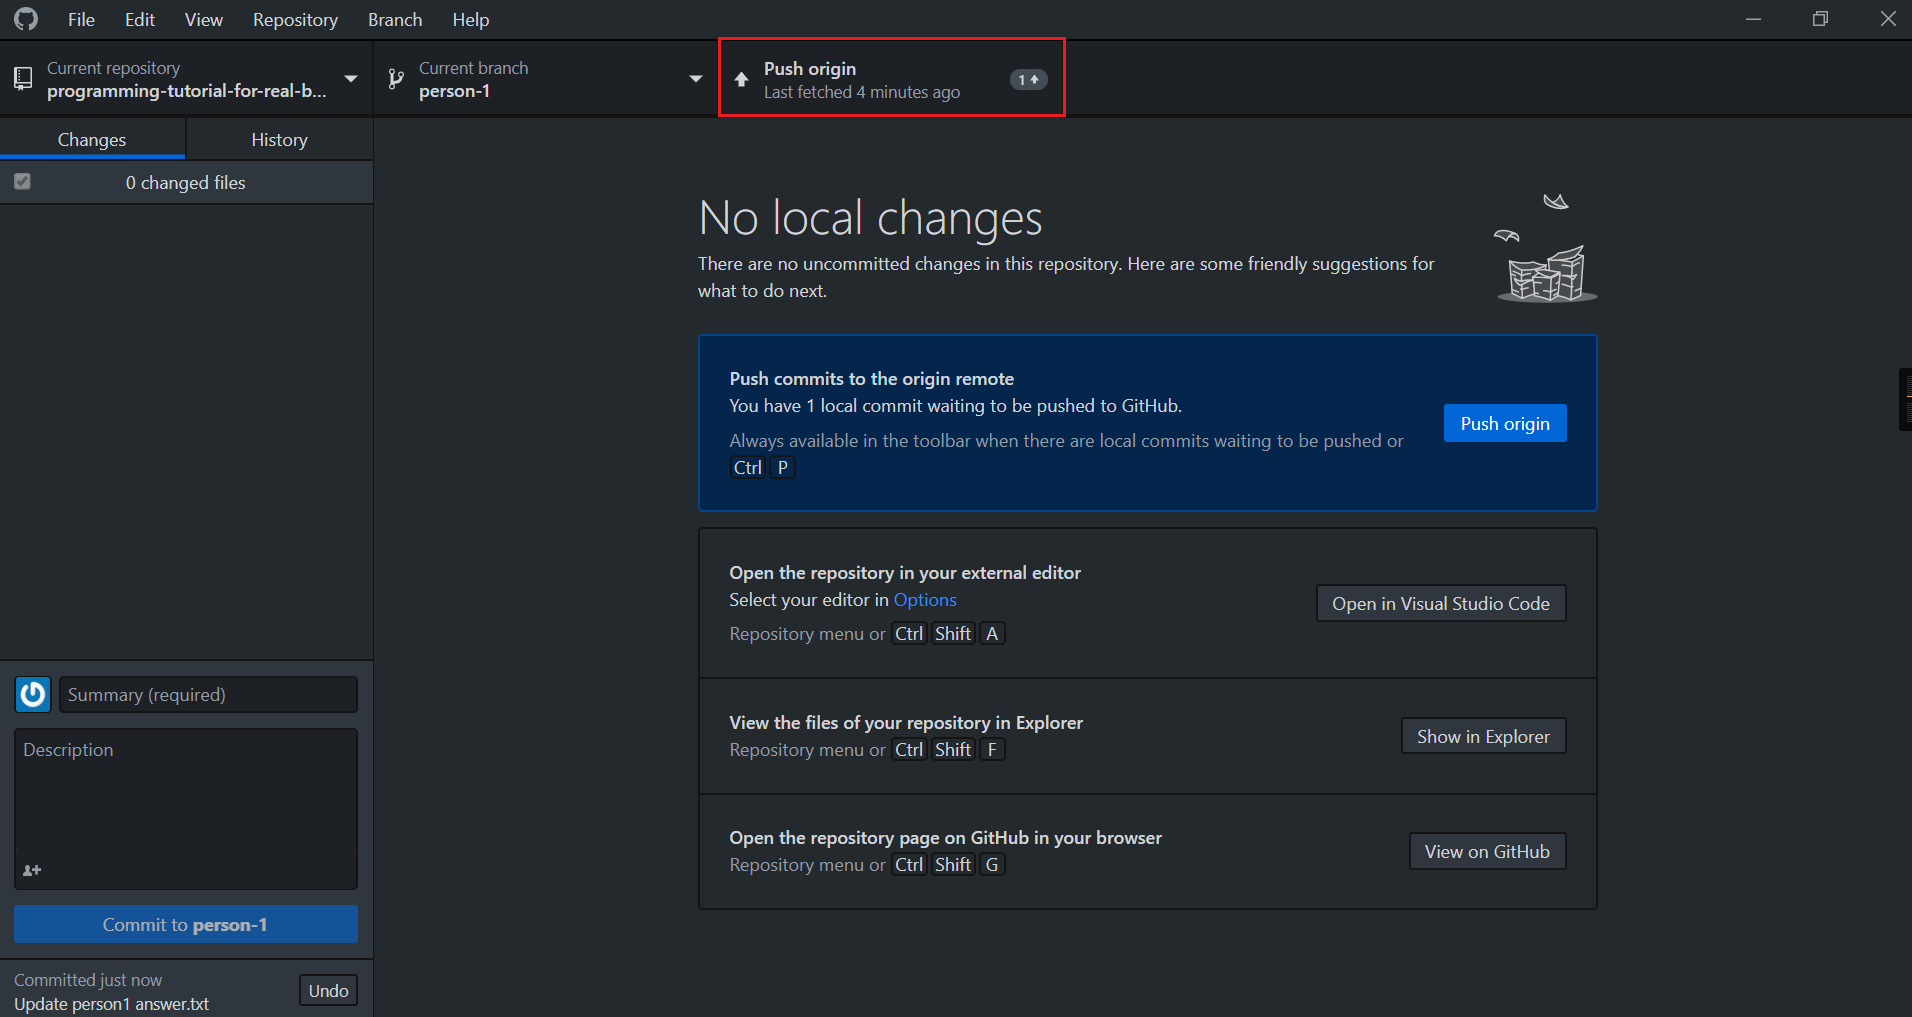 File Edit View Repository Branch Help
Current repository
programming-tutorial-for-real-b...
Current branch
person-1
Push origin
Last fetched 4 minutes ago
1
Changes
History
0 changed files
No local changes
There are no uncommitted changes in this repository. Here are some friendly suggestions for
what to do next.
Push commits to the origin remote
You have 1 local commit waiting to be pushed to GitHub.
Always available in the toolbar when there are local commits waiting to be pushed or
Ctrl P
Push origin
Open the repository in your external editor
Select your editor in Options
Repository menu or Ctrl Shift A
Open in Visual Studio Code
View the files of your repository in Explorer
Repository menu or Ctrl Shift F
Show in Explorer
Open the repository page on GitHub in your browser
Repository menu or Ctrl Shift G
View on GitHub
Summary (required)
Description
Commit to person-1
Committed just now
Update person1 answer.txt
Undo